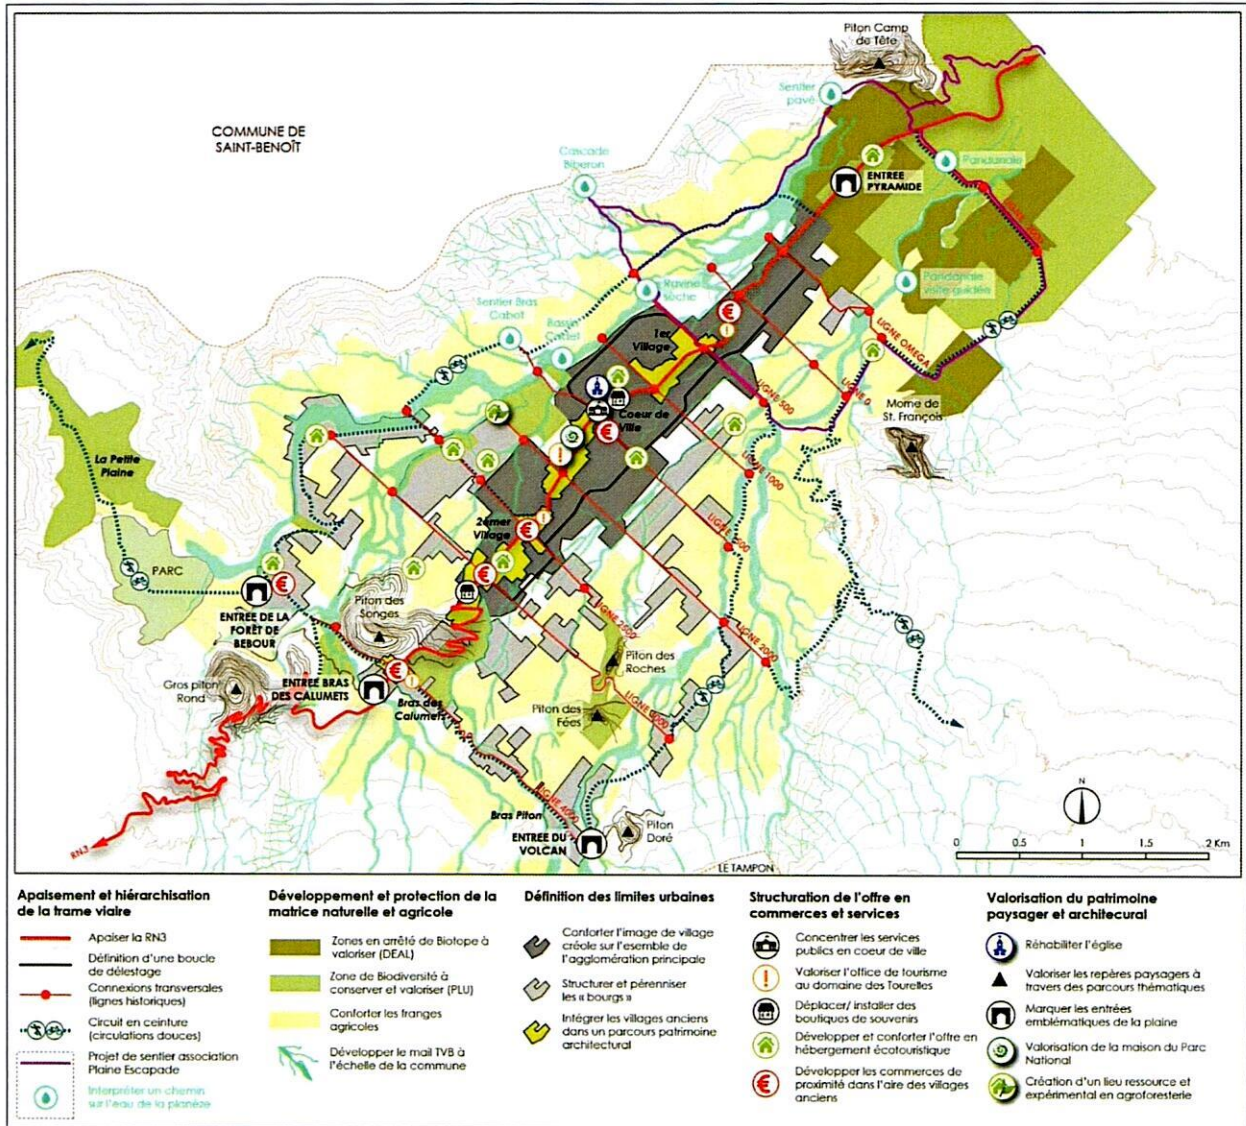 Piton Camp
de Tête
Sentier
pavé
COMMUNE DE
SAINT-BENOÎT
Cascade
Biberon
ENTREE
PYRAMIDE
Pandanaie
Pandanaie
visite guidée
Ravine
sèche
Sentier Bras
Cabot
Bassin
1er
Village
LIGNE OMEGA
LIGNE 0
LIGNE 500
Morne de
St. François
Coeur de
Ville
La Petite
Plaine
LIGNE 1000
2émer
Village
PARC
Piton des
Songes
ENTREE DE LA
FORÊT DE
BEBOUR
LIGNE 2500
LIGNE 2000
Piton des
Roches
Gros piton
Rond
ENTREE BRAS
DES CALUMETS
Bras des
Calumets
Piton des
Fées
LIGNE 4000
Bras Piton
ENTREE DU
VOLCAN
Piton
Doré
RN3
LE TAMPON
N
0 0.5 1 1.5 2 Km
Apaisement et hiérarchisation
de la trame viaire
Apaiser la RN3
Définition d'une boucle
de délestage
Connexions transversales
(lignes historiques)
Circuit en ceinture
(circulations douces)
Projet de sentier association
Plaine Escapade
Interpréter un chemin
sur l'eau de la planèze
Développement et protection de la
matrice naturelle et agricole
Zones en arrêté de Biotope à
valoriser (DEAL)
Zone de Biodiversité à
conserver et valoriser (PLU)
Conforter les franges
agricoles
Développer le mail TVB à
l'échelle de la commune
Définition des limites urbaines
Conforter l'image de village
créole sur l'esemble de
l'agglomération principale
Structurer et pérenniser
les « bourgs »
Intégrer les villages anciens
dans un parcours patrimoine
architectural
Structuration de l'offre en
commerces et services
Concentrer les services
publics en coeur de ville
Valoriser l'office de tourisme
au domaine des Tourelles
Déplacer/ installer des
boutiques de souvenirs
Développer et conforter l'offre en
hébergement écotouristique
Développer les commerces de
proximité dans l'aire des villages
anciens
Valorisation du patrimoine
paysager et architecural
Réhabiliter l'église
Valoriser les repères paysagers à
travers des parcours thématiques
Marquer les entrées
emblématiques de la plaine
Valorisation de la maison du Parc
National
Création d'un lieu ressource et
expérimental en agroforesterie